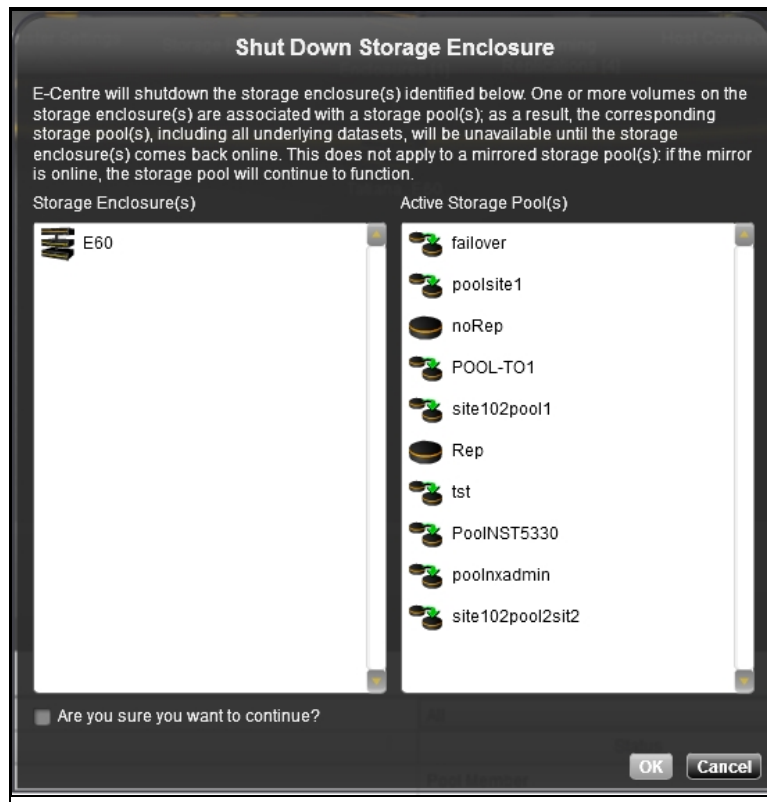 Shut Down Storage Enclosure
E-Centre will shutdown the storage enclosure(s) identified below. One or more volumes on the
storage enclosure(s) are associated with a storage pool(s); as a result, the corresponding
storage pool(s), including all underlying datasets, will be unavailable until the storage
enclosure(s) comes back online. This does not apply to a mirrored storage pool(s): if the mirror
is online, the storage pool will continue to function.
Storage Enclosure(s)
Active Storage Pool(s)
E60
failover
poolsite1
noRep
POOL-TO1
site102pool1
Rep
tst
PoolNST5330
poolnxadmin
site102pool2sit2
Are you sure you want to continue?
All
Status
Pool Member
OK
Cancel